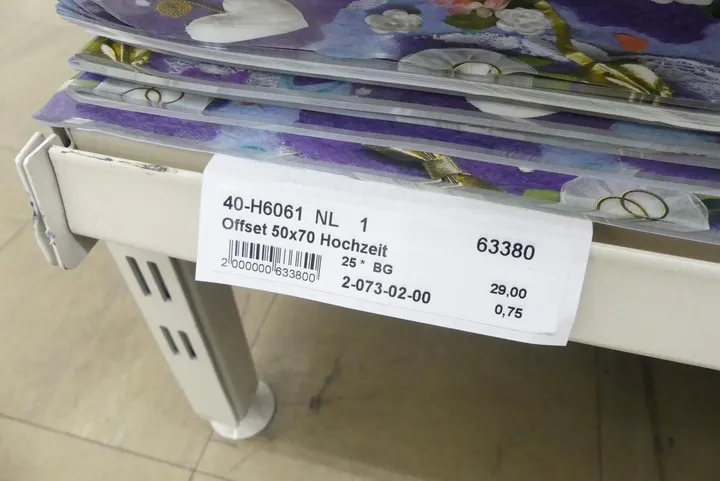 40-H6061 NL 1
Offset 50x70 Hochzeit
63380
25 * BG
2 000000 633800
2-073-02-00
29,00
0,75